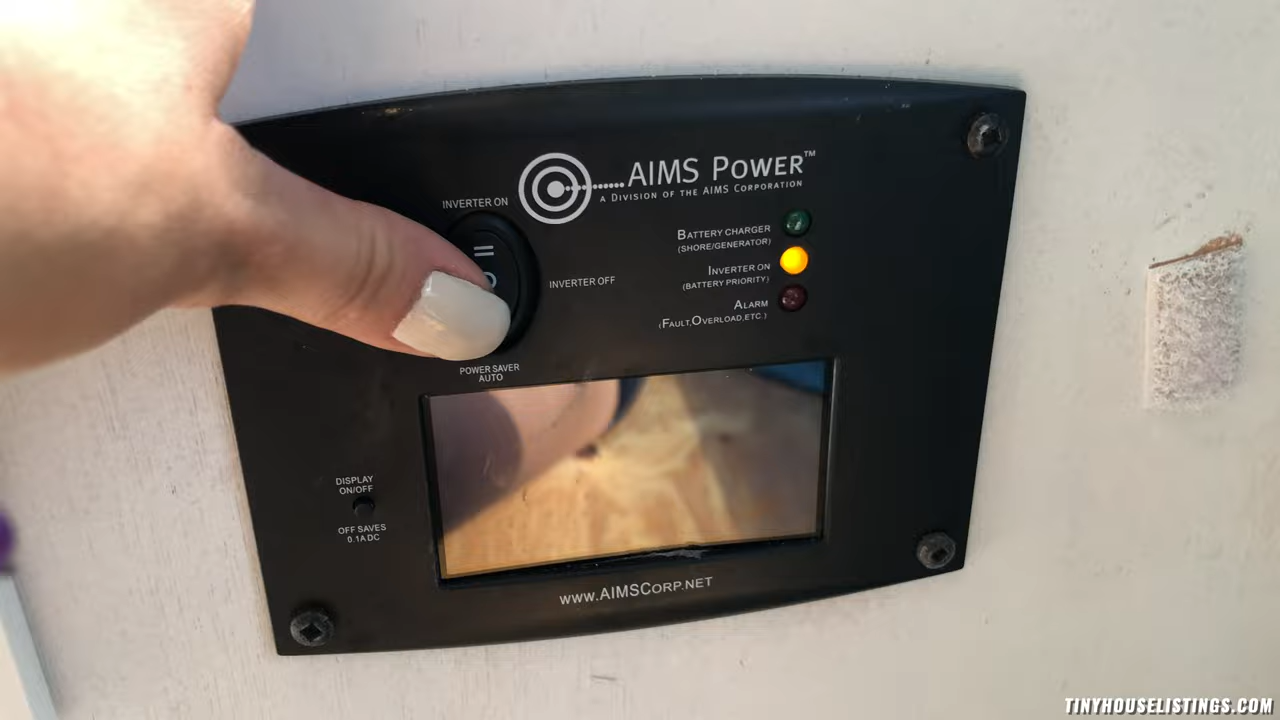 AIMS POWER™
A DIVISION OF THE AIMS CORPORATION
INVERTER ON
INVERTER OFF
POWER SAVER
AUTO
BATTERY CHARGER
(SHORE/GENERATOR)
INVERTER ON
(BATTERY PRIORITY)
ALARM
(FAULT,OVERLOAD,ETC.)
DISPLAY
ON/OFF
OFF SAVES
0.1A DC
WWW.AIMSCORP.NET
TINYHOUSELISTINGS.COM